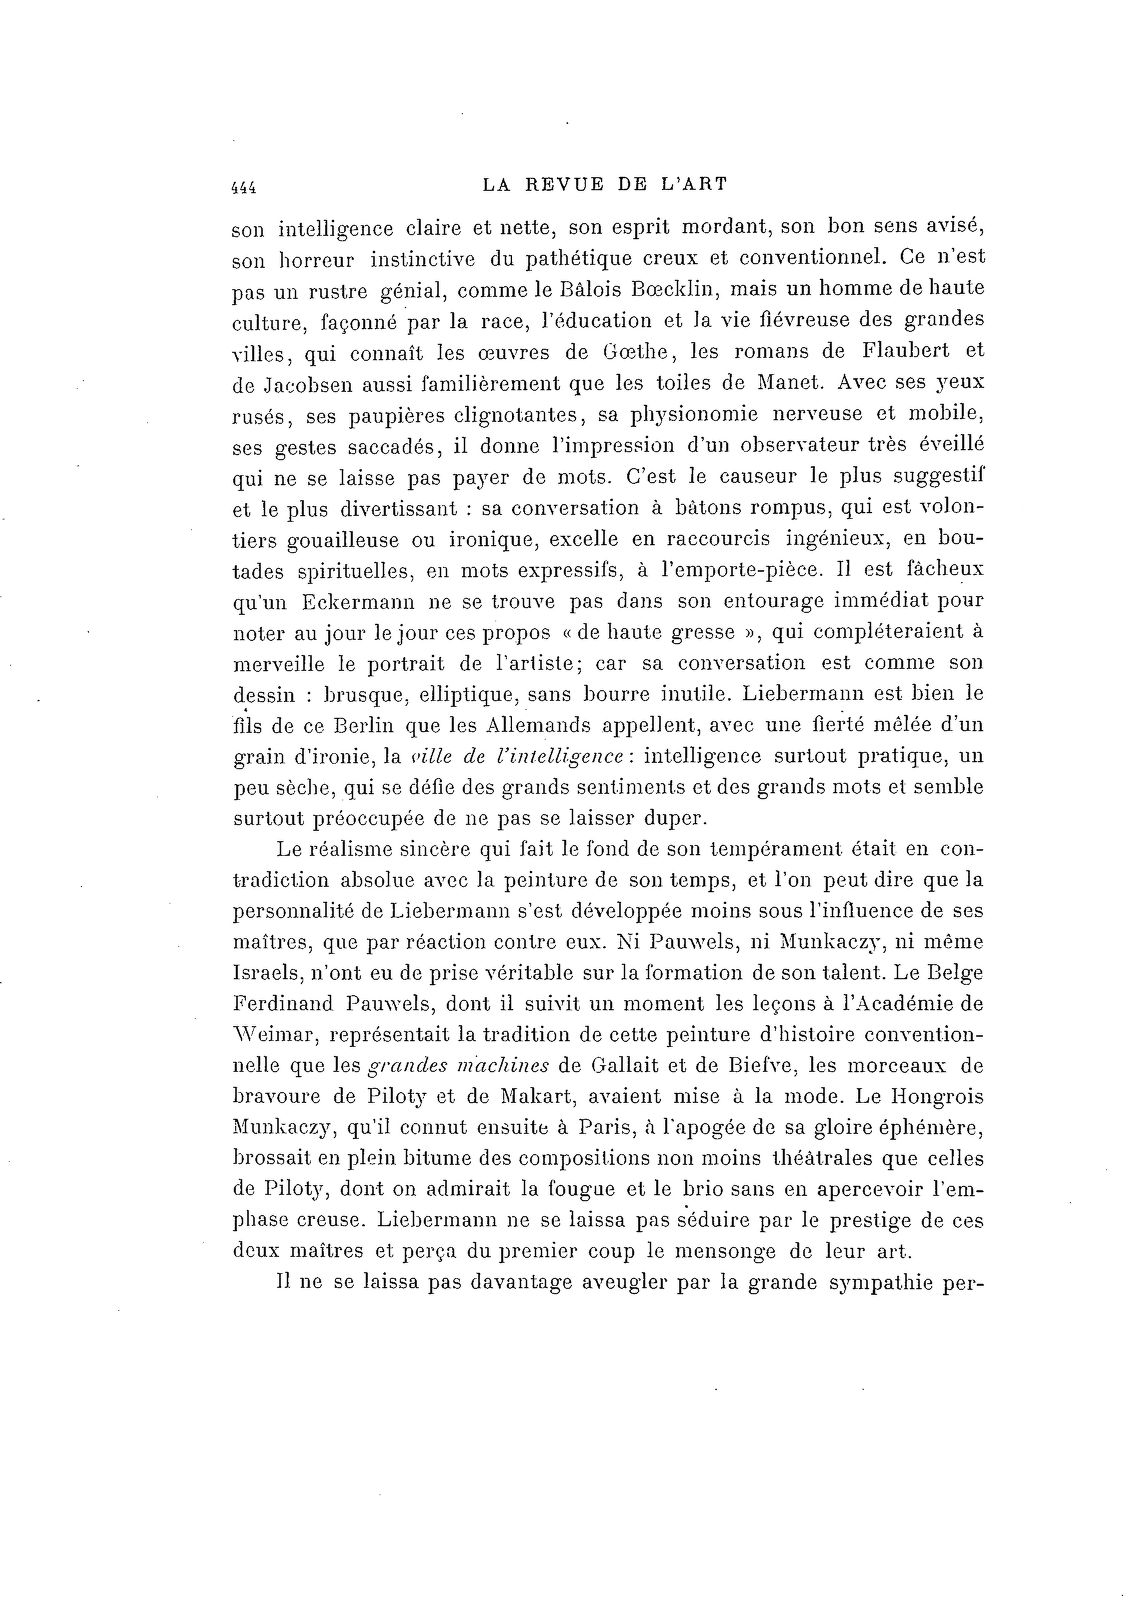 444 LA REVUE DE L'ART
son intelligence claire et nette, son esprit mordant, son bon sens avisé,
son horreur instinctive du pathétique creux et conventionnel. Ce n'est
pas un rustre génial, comme le Bâlois Bœcklin, mais un homme de haute
culture, façonné par la race, l'éducation et la vie fiévreuse des grandes
villes, qui connaît les œuvres de Gœthe, les romans de Flaubert et
de Jacobsen aussi familièrement que les toiles de Manet. Avec ses yeux
rusés, ses paupières clignotantes, sa physionomie nerveuse et mobile,
ses gestes saccadés, il donne l'impression d'un observateur très éveillé
qui ne se laisse pas payer de mots. C'est le causeur le plus suggestif
et le plus divertissant : sa conversation à bâtons rompus, qui est volon-
tiers gouailleuse ou ironique, excelle en raccourcis ingénieux, en bou-
tades spirituelles, en mots expressifs, à l'emporte-pièce. Il est fâcheux
qu'un Eckermann ne se trouve pas dans son entourage immédiat pour
noter au jour le jour ces propos « de haute gresse », qui compléteraient à
merveille le portrait de l'artiste; car sa conversation est comme son
dessin : brusque, elliptique, sans bourre inutile. Liebermann est bien le
fils de ce Berlin que les Allemands appellent, avec une fierté mêlée d'un
grain d'ironie, la ville de l'intelligence : intelligence surtout pratique, un
peu sèche, qui se défie des grands sentiments et des grands mots et semble
surtout préoccupée de ne pas se laisser duper.
Le réalisme sincère qui fait le fond de son tempérament était en con-
tradiction absolue avec la peinture de son temps, et l'on peut dire que la
personnalité de Liebermann s'est développée moins sous l'influence de ses
maîtres, que par réaction contre eux. Ni Pauwels, ni Munkaczy, ni même
Israels, n'ont eu de prise véritable sur la formation de son talent. Le Belge
Ferdinand Pauwels, dont il suivit un moment les leçons à l'Académie de
Weimar, représentait la tradition de cette peinture d'histoire convention-
nelle que les grandes machines de Gallait et de Biefve, les morceaux de
bravoure de Piloty et de Makart, avaient mise à la mode. Le Hongrois
Munkaczy, qu'il connut ensuite à Paris, à l'apogée de sa gloire éphémère,
brossait en plein bitume des compositions non moins théâtrales que celles
de Piloty, dont on admirait la fougue et le brio sans en apercevoir l'em-
phase creuse. Liebermann ne se laissa pas séduire par le prestige de ces
deux maîtres et perça du premier coup le mensonge de leur art.
Il ne se laissa pas davantage aveugler par la grande sympathie per-